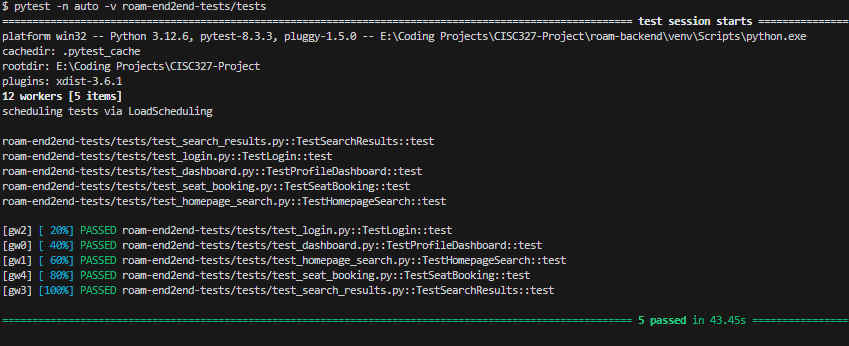 $ pytest -n auto -v roam-end2end-tests/tests
========================================================================================================= test session starts ===============
platform win32 -- Python 3.12.6, pytest-8.3.3, pluggy-1.5.0 -- E:\Coding Projects\CISC327-Project\roam-backend\venv\Scripts\python.exe
cachedir: .pytest_cache
rootdir: E:\Coding Projects\CISC327-Project
plugins: xdist-3.6.1
12 workers [5 items]
scheduling tests via LoadScheduling
roam-end2end-tests/tests/test_search_results.py::TestSearchResults::test
roam-end2end-tests/tests/test_login.py::TestLogin::test
roam-end2end-tests/tests/test_dashboard.py::TestProfileDashboard::test
roam-end2end-tests/tests/test_seat_booking.py::TestSeatBooking::test
roam-end2end-tests/tests/test_homepage_search.py::TestHomepageSearch::test
[gw2] [ 20%] PASSED roam-end2end-tests/tests/test_login.py::TestLogin::test
[gw0] [ 40%] PASSED roam-end2end-tests/tests/test_dashboard.py::TestProfileDashboard::test
[gw1] [ 60%] PASSED roam-end2end-tests/tests/test_homepage_search.py::TestHomepageSearch::test
[gw4] [ 80%] PASSED roam-end2end-tests/tests/test_seat_booking.py::TestSeatBooking::test
[gw3] [100%] PASSED roam-end2end-tests/tests/test_search_results.py::TestSearchResults::test
========================================================================================================= 5 passed in 43.45s ================